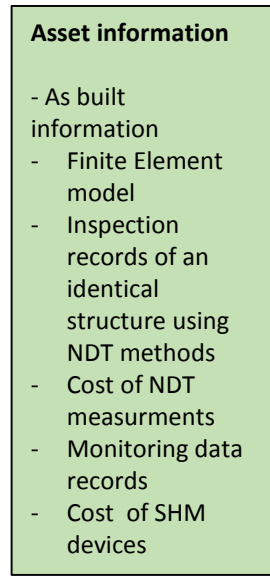 Asset information
- As built
information
- Finite Element
model
- Inspection
records of an
identical
structure using
NDT methods
- Cost of NDT
measurments
- Monitoring data
records
- Cost of SHM
devices